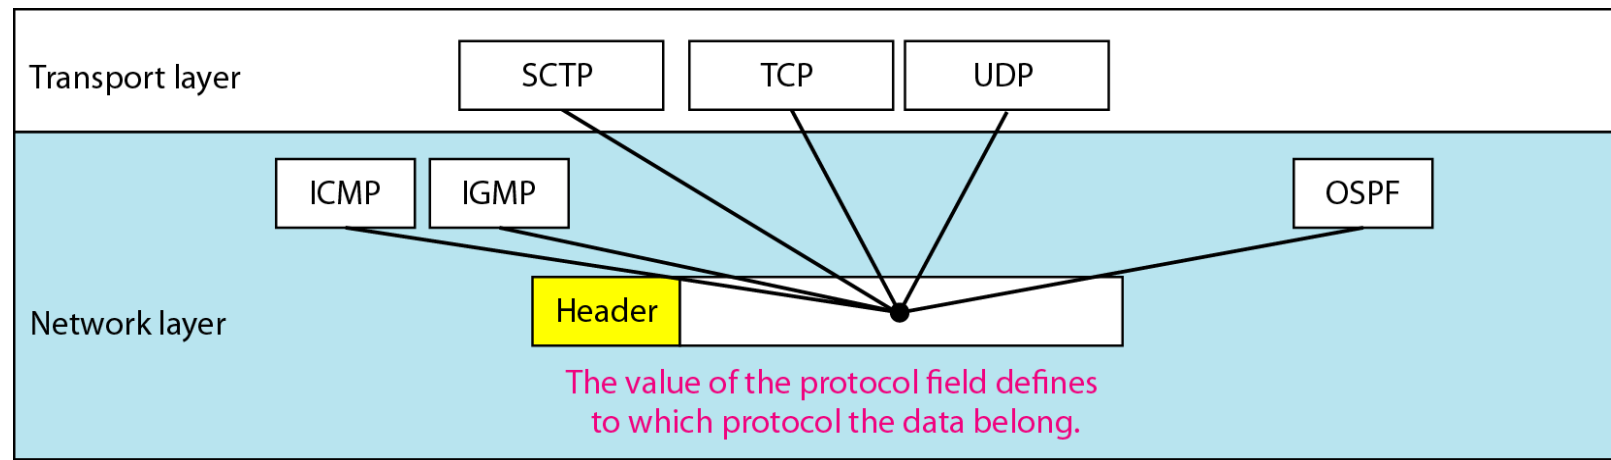 Transport layer
SCTP
TCP
UDP
ICMP
IGMP
OSPF
Network layer
Header
The value of the protocol field defines
to which protocol the data belong.